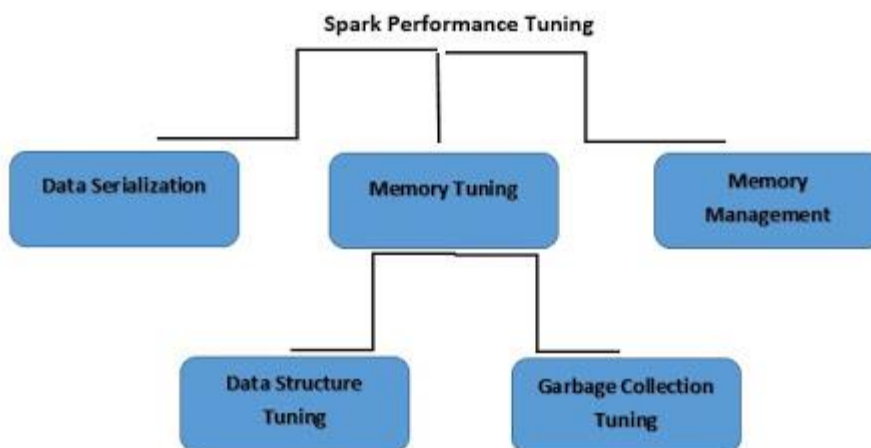 Spark Performance Tuning
Data Serialization
Memory Tuning
Memory
Management
Data Structure
Tuning
Garbage Collection
Tuning